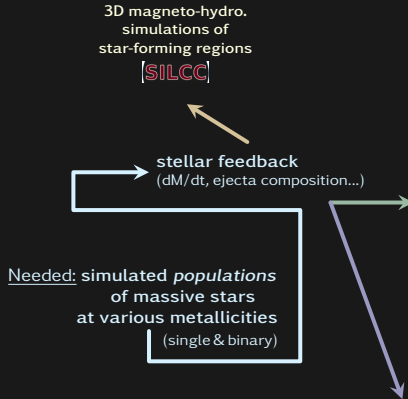 3D magneto-hydro.
simulations of
star-forming regions
[SILCC]
stellar feedback
(dM/dt, ejecta composition...)
Needed: simulated populations
of massive stars
at various metallicities
(single & binary)